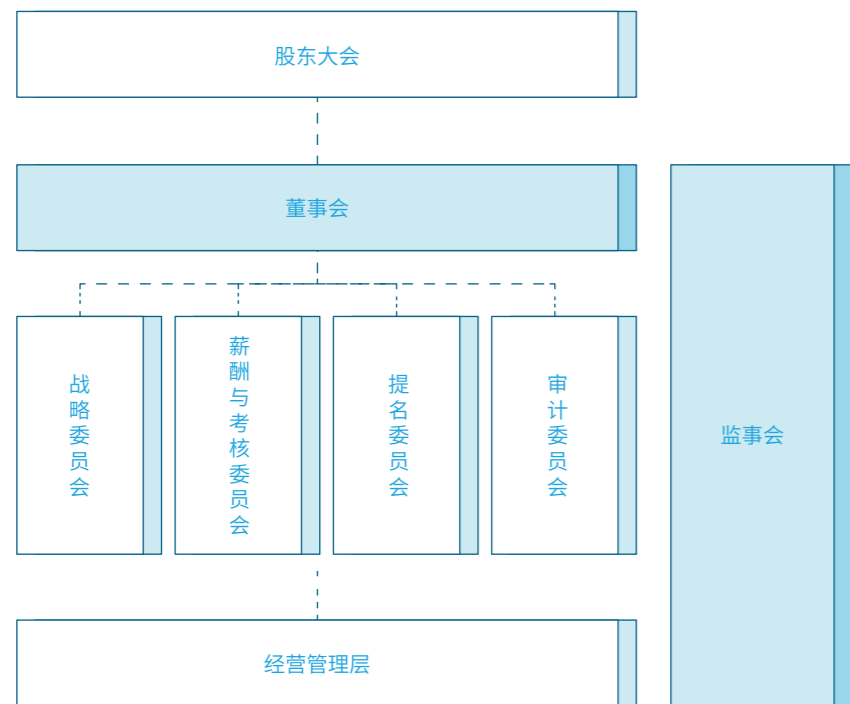 股东大会
董事会
战略委员会
薪酬与考核委员会
提名委员会
审计委员会
监事会
经营管理层